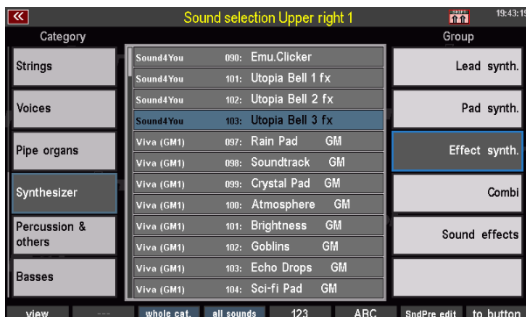 Sound selection Upper right 1
19:43:19
Category
Group
Strings
Voices
Pipe organs
Synthesizer
Percussion &
others
Basses
Sound4You 090: Emu.Clicker
Sound4You 101: Utopia Bell 1 fx
Sound4You 102: Utopia Bell 2 fx
Sound4You 103: Utopia Bell 3 fx
Viva (GM1) 097: Rain Pad GM
Viva (GM1) 098: Soundtrack GM
Viva (GM1) 099: Crystal Pad GM
Viva (GM1) 100: Atmosphere GM
Viva (GM1) 101: Brightness GM
Viva (GM1) 102: Goblins GM
Viva (GM1) 103: Echo Drops GM
Viva (GM1) 104: Sci-fi Pad GM
Lead synth.
Pad synth.
Effect synth.
Combi
Sound effects
view --- whole cat. all sounds 123 ABC SndPre edit to button